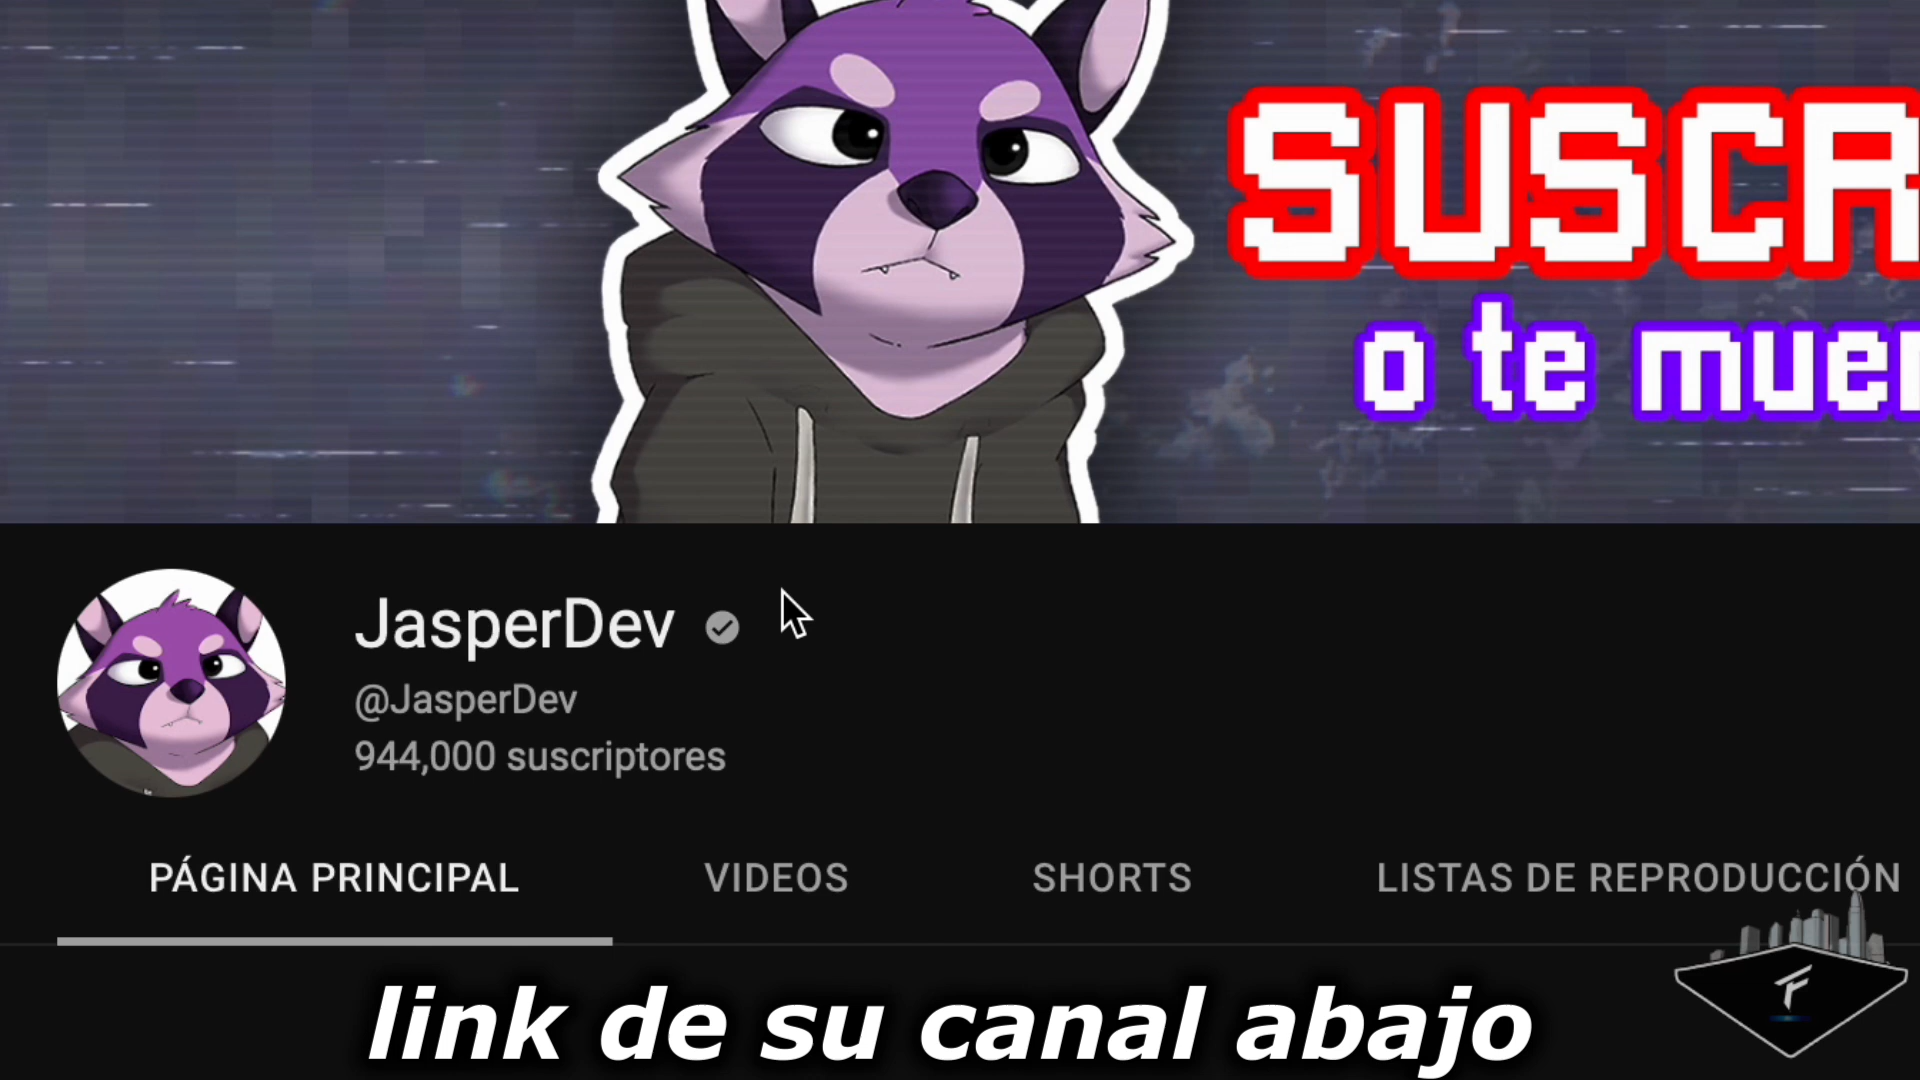 SUSCR
o te muer
JasperDev
@JasperDev
944,000 suscriptores
PÁGINA PRINCIPAL
VIDEOS
SHORTS
LISTAS DE REPRODUCCIÓN
link de su canal abajo